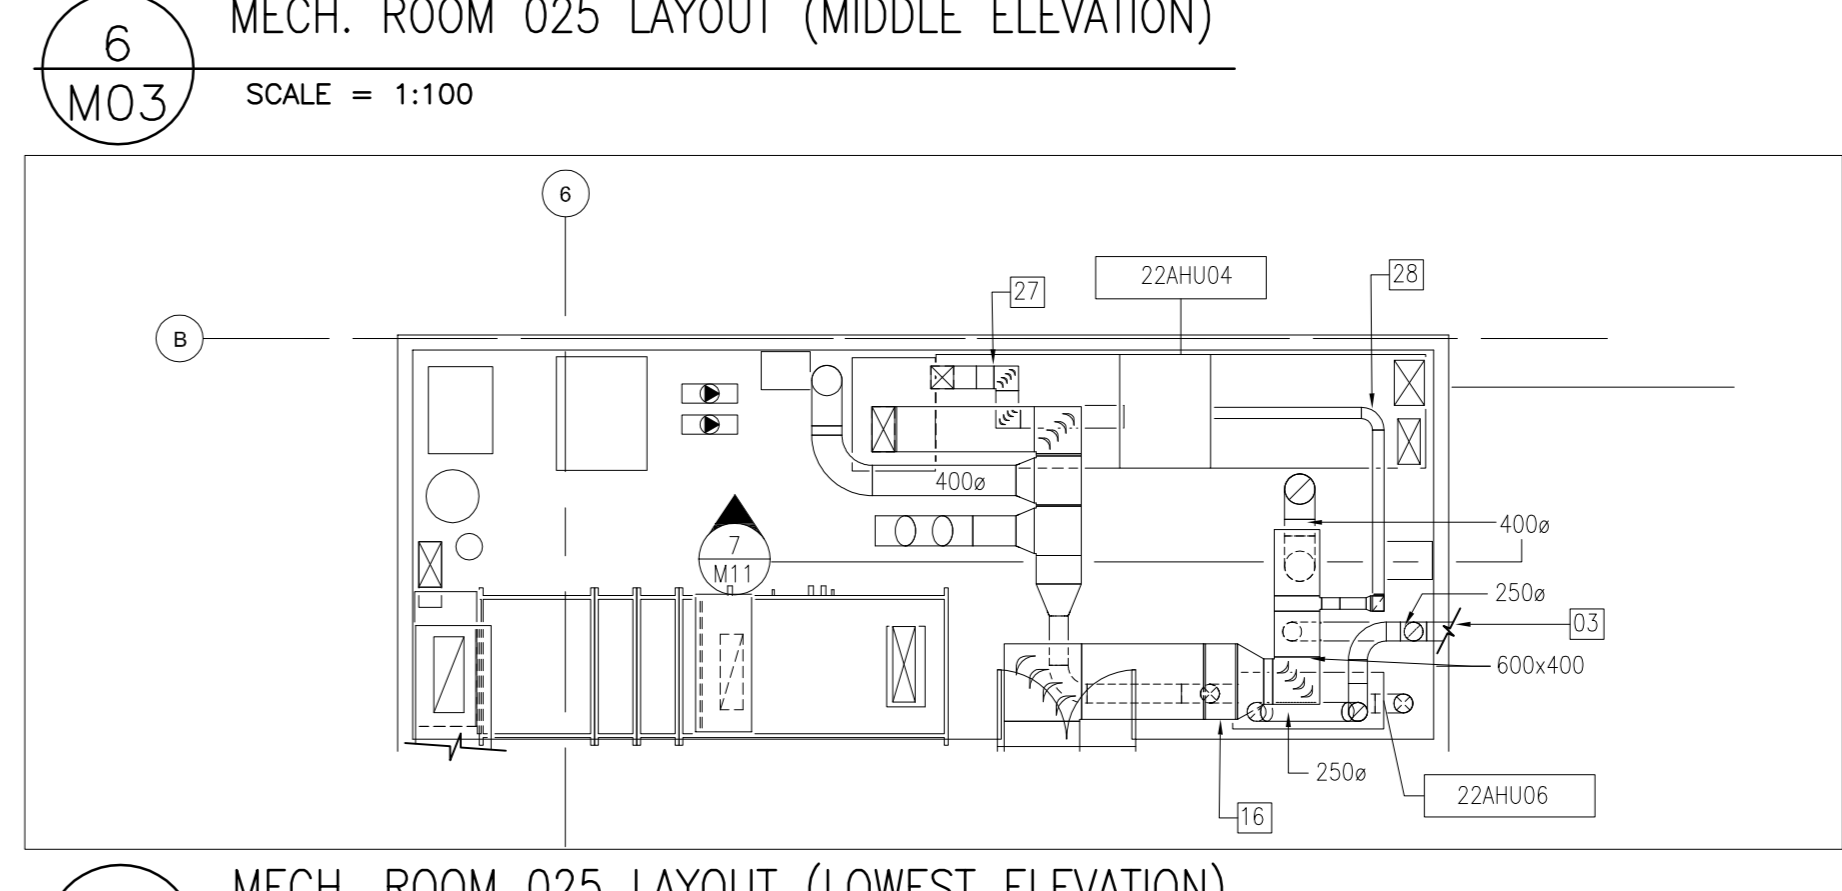 MECH. ROOM 025 LAYOUT (MIDDLE ELEVATION)
6
M03
SCALE = 1:100
6
22AHU04
28
27
B
400ø
400ø
7
M11
250ø
03
600x400
250ø
22AHU06
16
MECH. ROOM 025 LAYOUT (LOWEST ELEVATION)